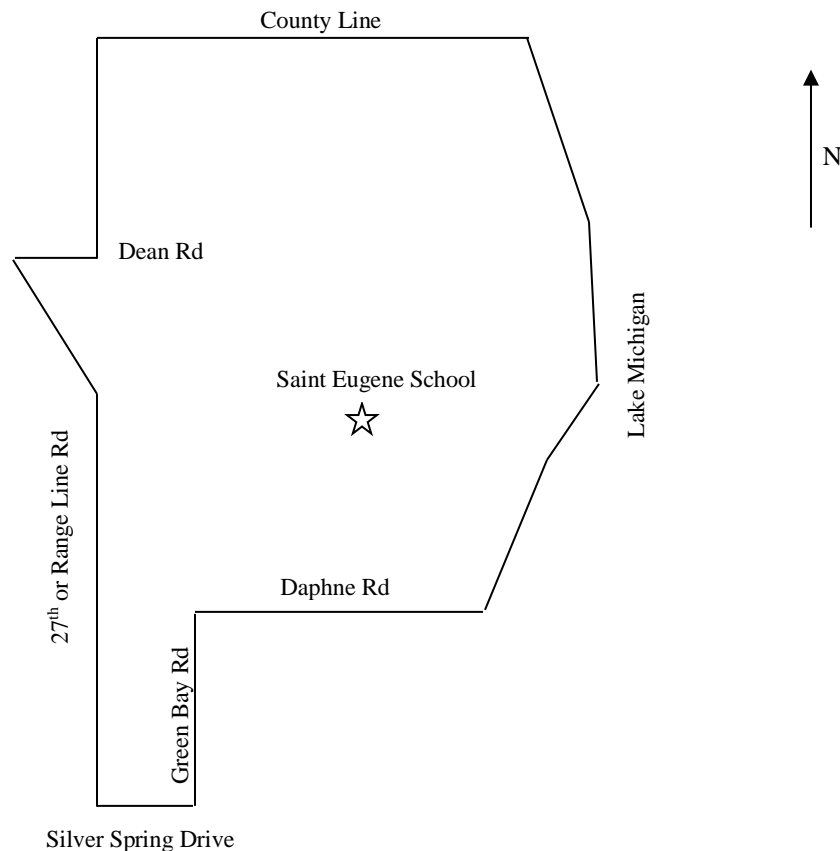 County Line
N
Dean Rd
Lake Michigan
Saint Eugene School
27th or Range Line Rd
Daphne Rd
Green Bay Rd
Silver Spring Drive